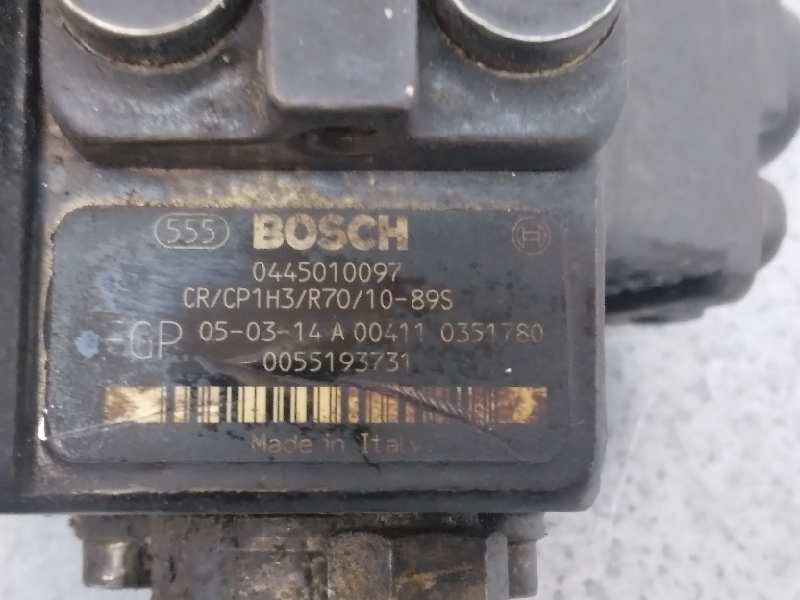 555 BOSCH
0445010097
CR/CP1H3/R70/10-89S
GP 05-03-14 A 00411 0351780
0055193731
Made in Italy